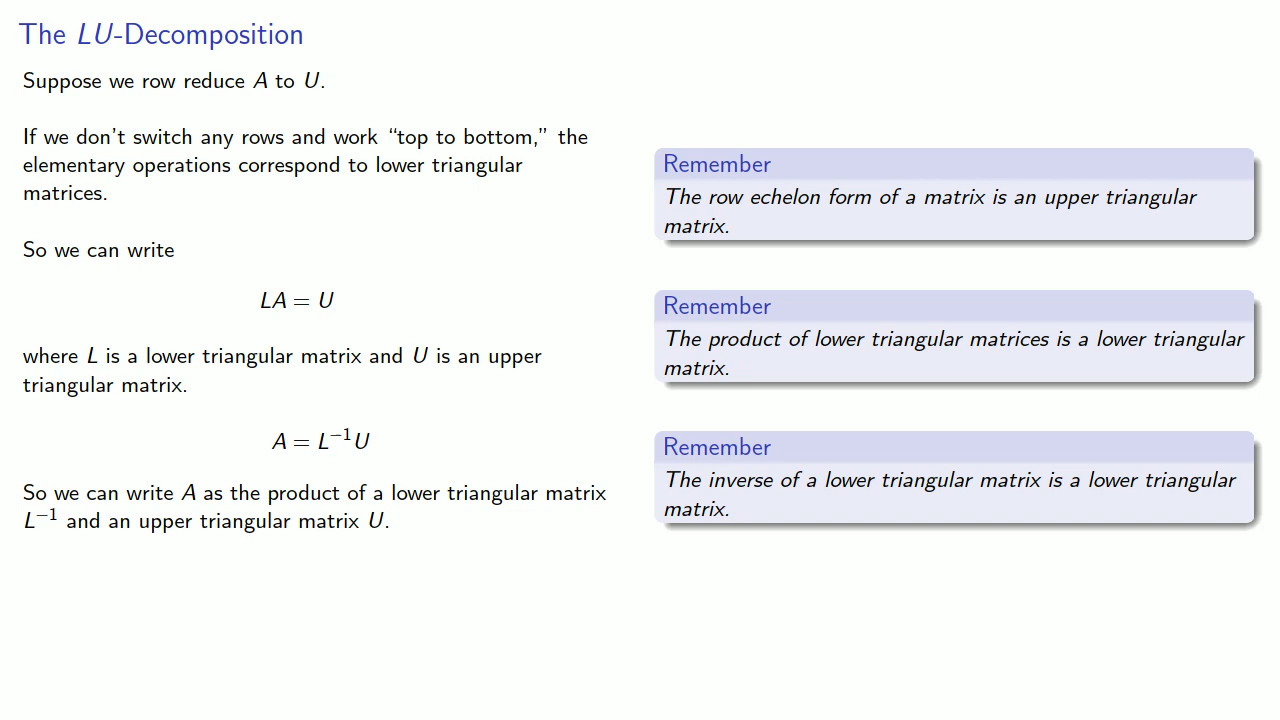 The LU-Decomposition
Suppose we row reduce A to U.
If we don't switch any rows and work “top to bottom,” the
elementary operations correspond to lower triangular
matrices.
So we can write
LA = U
where L is a lower triangular matrix and U is an upper
triangular matrix.
A = L⁻¹U
So we can write A as the product of a lower triangular matrix
L⁻¹ and an upper triangular matrix U.
Remember
The row echelon form of a matrix is an upper triangular
matrix.
Remember
The product of lower triangular matrices is a lower triangular
matrix.
Remember
The inverse of a lower triangular matrix is a lower triangular
matrix.